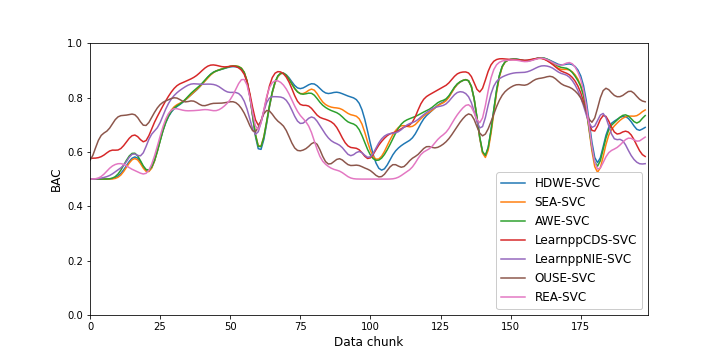 1.0
0.8
0.6
0.4
0.2
0.0
BAC
0 25 50 75 100 125 150 175
Data chunk
HDWE-SVC
SEA-SVC
AWE-SVC
LearnppCDS-SVC
LearnppNIE-SVC
OUSE-SVC
REA-SVC